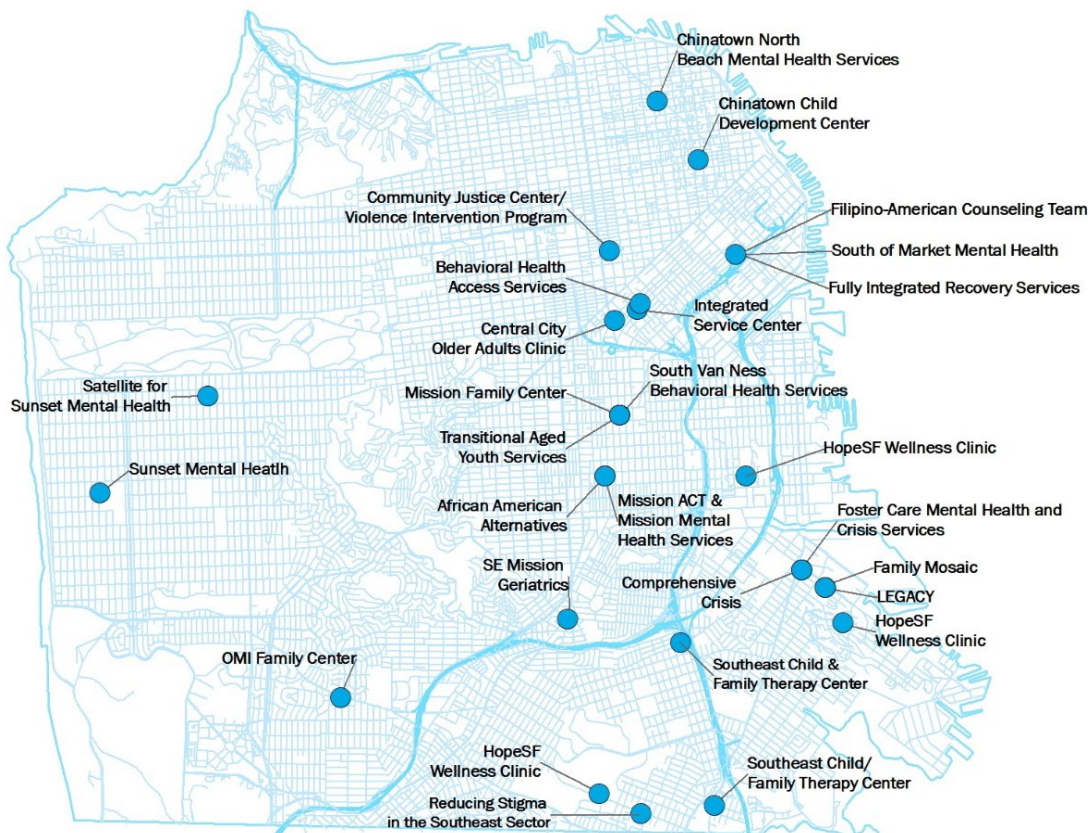 Chinatown North
Beach Mental Health Services
Chinatown Child
Development Center
Community Justice Center/
Violence Intervention Program
Filipino-American Counseling Team
South of Market Mental Health
Fully Integrated Recovery Services
Behavioral Health
Access Services
Integrated
Service Center
Central City
Older Adults Clinic
South Van Ness
Behavioral Health Services
Satellite for
Sunset Mental Health
Mission Family Center
Transitional Aged
Youth Services
HopeSF Wellness Clinic
Sunset Mental Heatlh
African American
Alternatives
Mission ACT &
Mission Mental
Health Services
Foster Care Mental Health and
Crisis Services
SE Mission
Geriatrics
Comprehensive
Crisis
Family Mosaic
LEGACY
HopeSF
Wellness Clinic
OMI Family Center
Southeast Child &
Family Therapy Center
HopeSF
Wellness Clinic
Southeast Child/
Family Therapy Center
Reducing Stigma
in the Southeast Sector